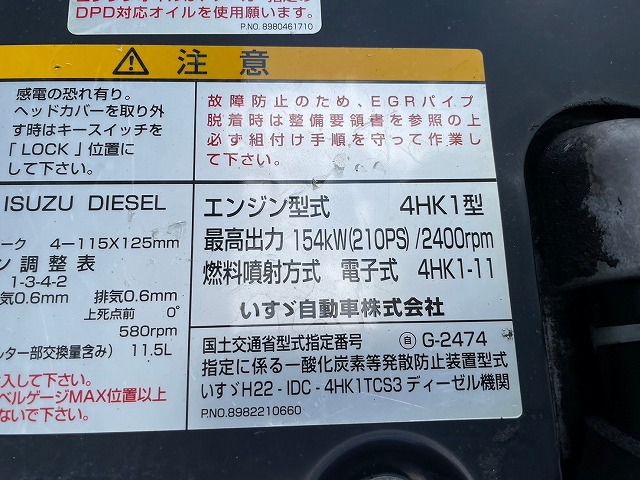 DPD対応オイルを使用願います。
P.NO. 8980461710
注意
感電の恐れ有り。
ヘッドカバーを取り外
す時はキースイッチを
「LOCK」位置に
して下さい。
故障防止のため、EGRパイプ
脱着時は整備要領書を参照の上
必ず組付け手順を守って作業し
て下さい。
ISUZU DIESEL
ーク 4－115X125mm
ン調整表
1-3-4-2
気0.6mm 排気0.6mm
上死点前 0°
580rpm
ルター部交換量含み） 11.5L
入して下さい。
ベルゲージMAX位置以上
ないで下さい。
エンジン型式 4HK1型
最高出力 154kW(210PS) /2400rpm
燃料噴射方式 電子式 4HK1-11
いすゞ自動車株式会社
国土交通省型式指定番号 自 G-2474
指定に係る一酸化炭素等発散防止装置型式
いすゞH22 - IDC - 4HK1TCS3 ディーゼル機関
P.NO. 8982210660